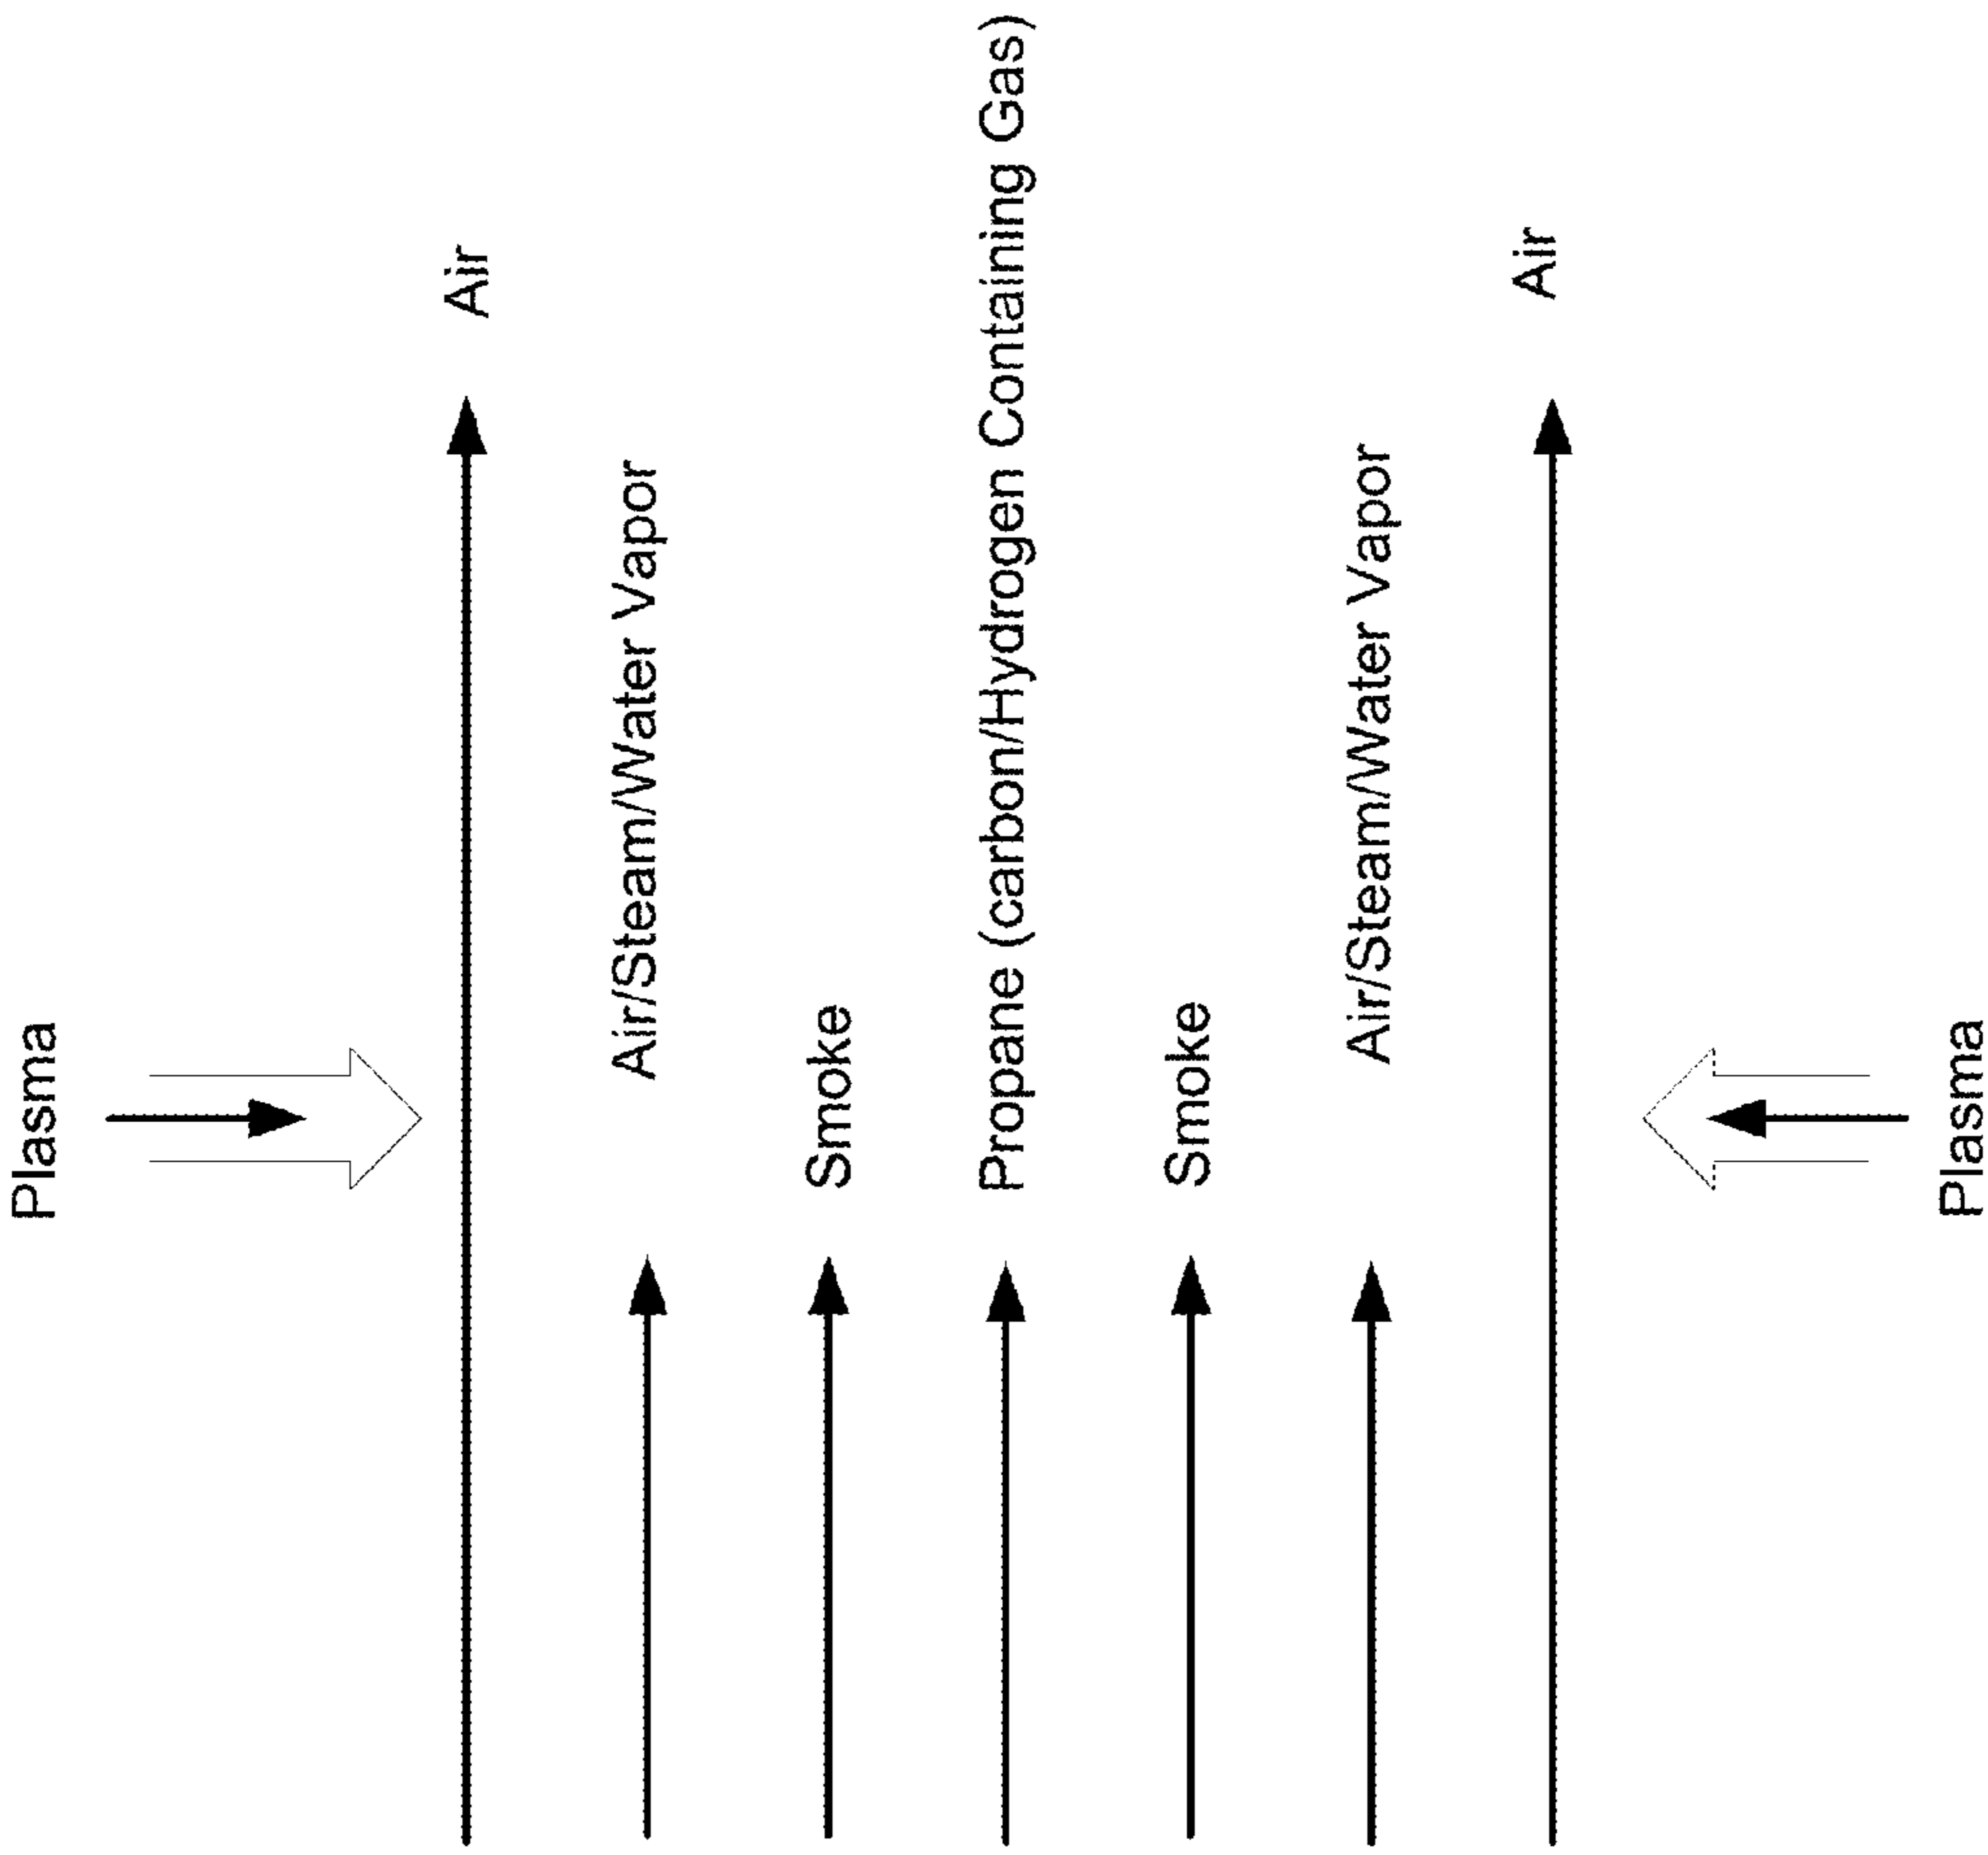 Plasma
Air
Air/Steam/Water Vapor
Smoke
Propane (carbon/Hydrogen Containing Gas)
Smoke
Air/Steam/Water Vapor
Air
Plasma